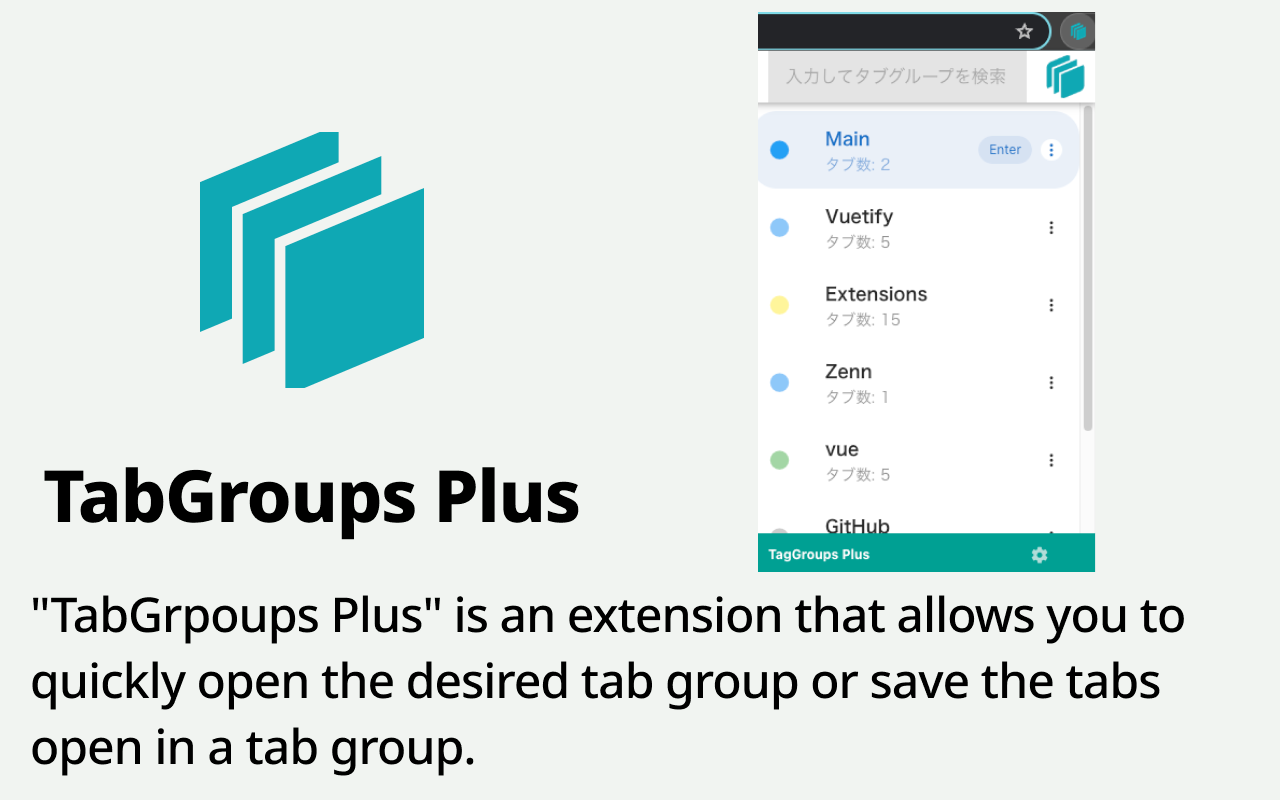 入力してタブグループを検索
Main
タブ数: 2
Enter
Vuetify
タブ数: 5
Extensions
タブ数: 15
Zenn
タブ数: 1
vue
タブ数: 5
GitHub
TagGroups Plus
TabGroups Plus
"TabGrpoups Plus" is an extension that allows you to
quickly open the desired tab group or save the tabs
open in a tab group.